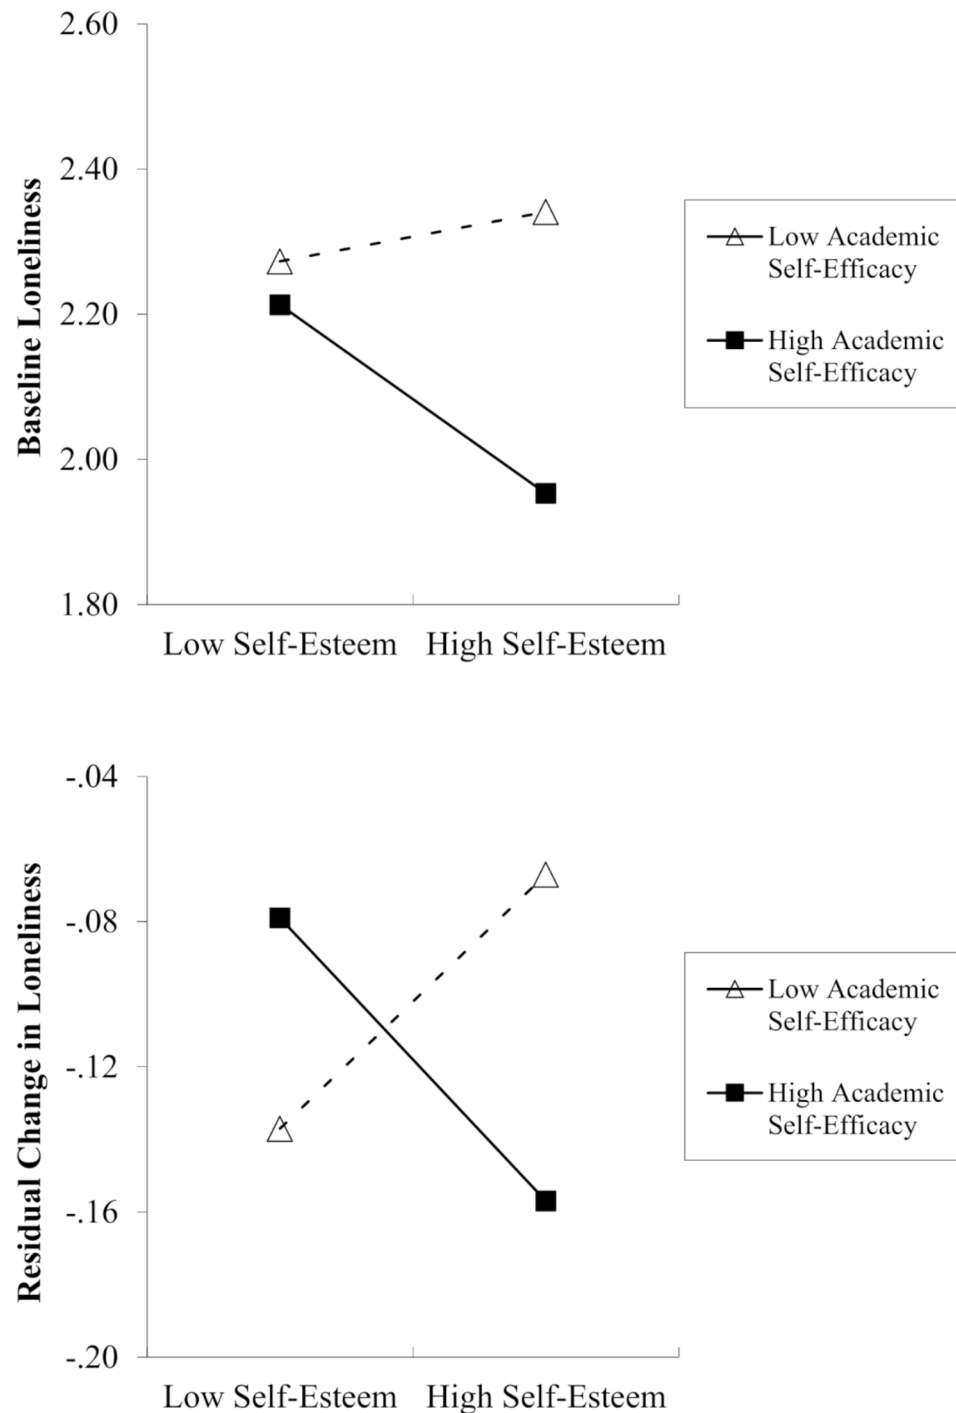 2.60
2.40
2.20
2.00
1.80
Baseline Loneliness
Low Self-Esteem
High Self-Esteem
Low Academic
Self-Efficacy
High Academic
Self-Efficacy
-.04
-.08
-.12
-.16
-.20
Residual Change in Loneliness
Low Self-Esteem
High Self-Esteem
Low Academic
Self-Efficacy
High Academic
Self-Efficacy